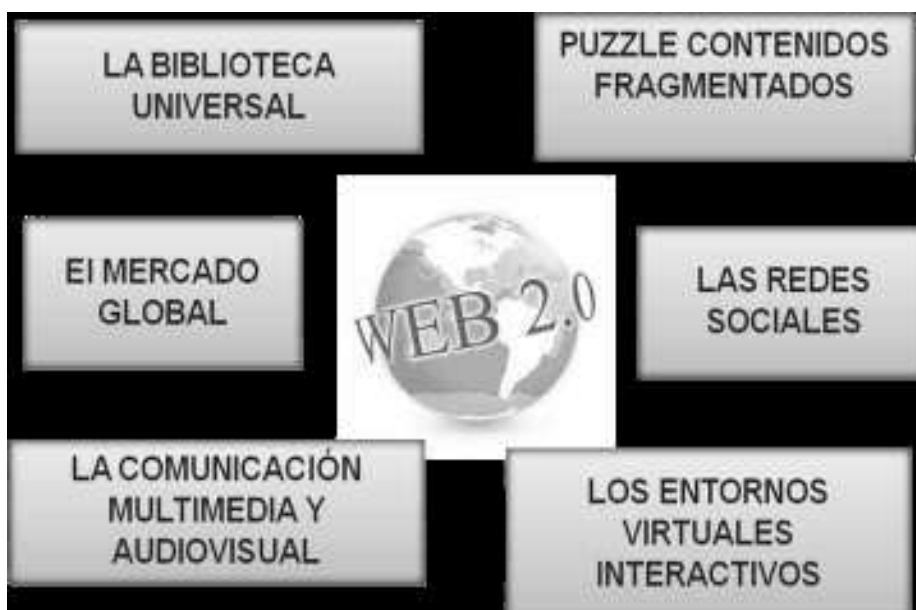 LA BIBLIOTECA
UNIVERSAL
PUZZLE CONTENIDOS
FRAGMENTADOS
El MERCADO
GLOBAL
WEB 2.0
LAS REDES
SOCIALES
LA COMUNICACIÓN
MULTIMEDIA Y
AUDIOVISUAL
LOS ENTORNOS
VIRTUALES
INTERACTIVOS